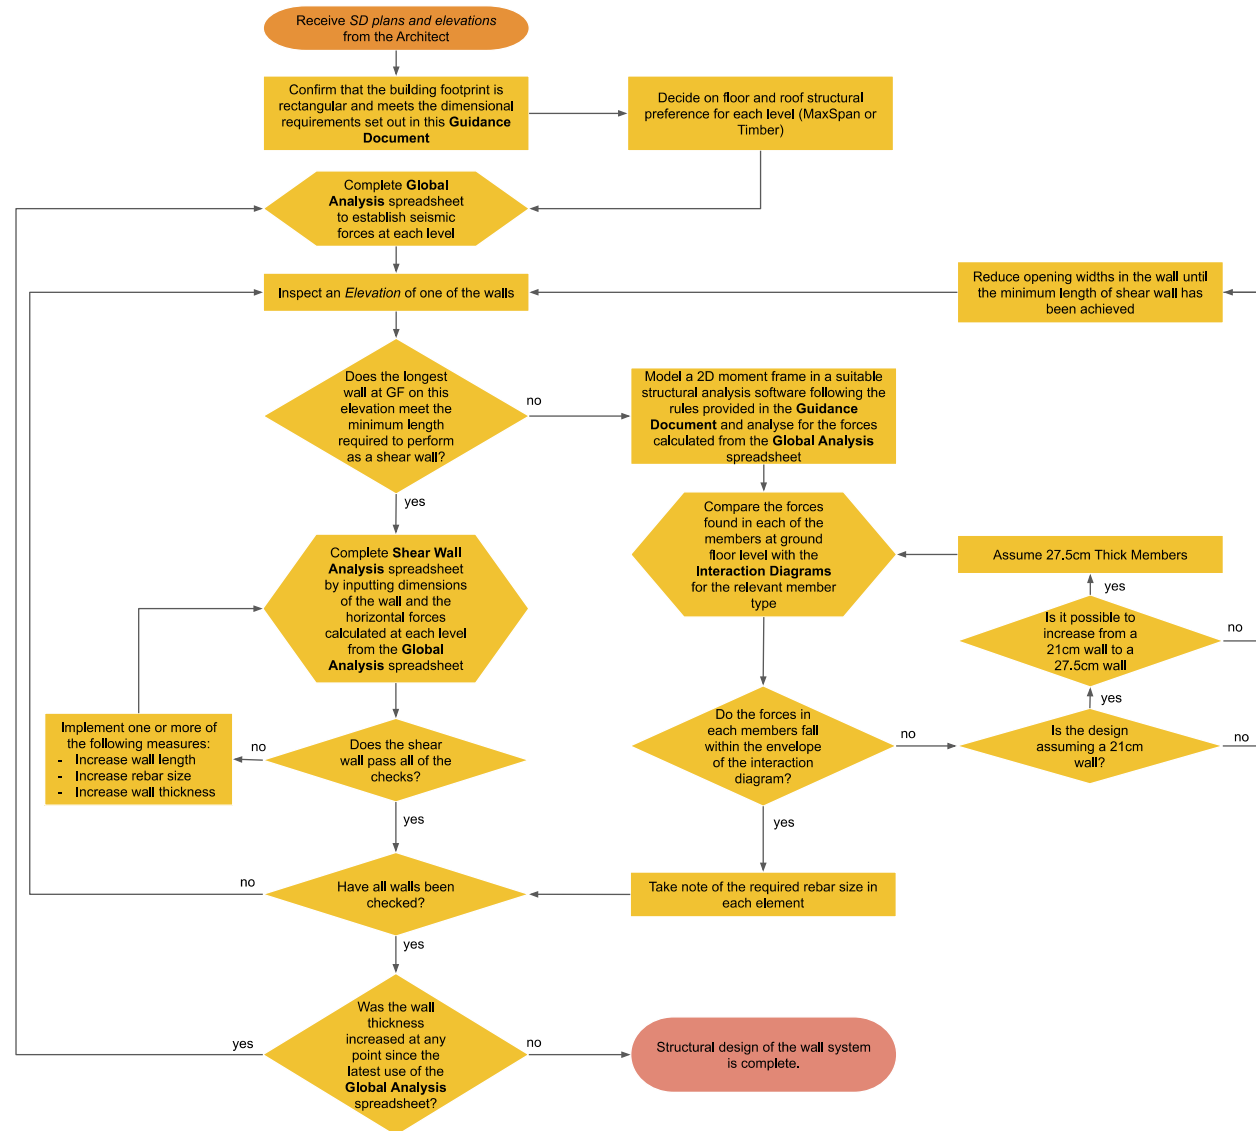 Receive SD plans and elevations
from the Architect
Confirm that the building footprint is
rectangular and meets the dimensional
requirements set out in this Guidance
Document
Decide on floor and roof structural
preference for each level (MaxSpan or
Timber)
Complete Global
Analysis spreadsheet
to establish seismic
forces at each level
Inspect an Elevation of one of the walls
Reduce opening widths in the wall until
the minimum length of shear wall has
been achieved
Does the longest
wall at GF on this
elevation meet the
minimum length
required to perform
as a shear wall?
no
yes
Model a 2D moment frame in a suitable
structural analysis software following the
rules provided in the Guidance
Document and analyse for the forces
calculated from the Global Analysis
spreadsheet
Compare the forces
found in each of the
members at ground
floor level with the
Interaction Diagrams
for the relevant member
type
Assume 27.5cm Thick Members
yes
Is it possible to
increase from a
21cm wall to a
27.5cm wall
no
yes
Complete Shear Wall
Analysis spreadsheet
by inputting dimensions
of the wall and the
horizontal forces
calculated at each level
from the Global
Analysis spreadsheet
Implement one or more of
the following measures:
- Increase wall length
- Increase rebar size
- Increase wall thickness
no
Does the shear
wall pass all of the
checks?
yes
Do the forces in
each members fall
within the envelope
of the interaction
diagram?
no
yes
Is the design
assuming a 21cm
wall?
no
Take note of the required rebar size in
each element
no
Have all walls been
checked?
yes
Was the wall
thickness
increased at any
point since the
latest use of the
Global Analysis
spreadsheet?
yes
no
Structural design of the wall system
is complete.